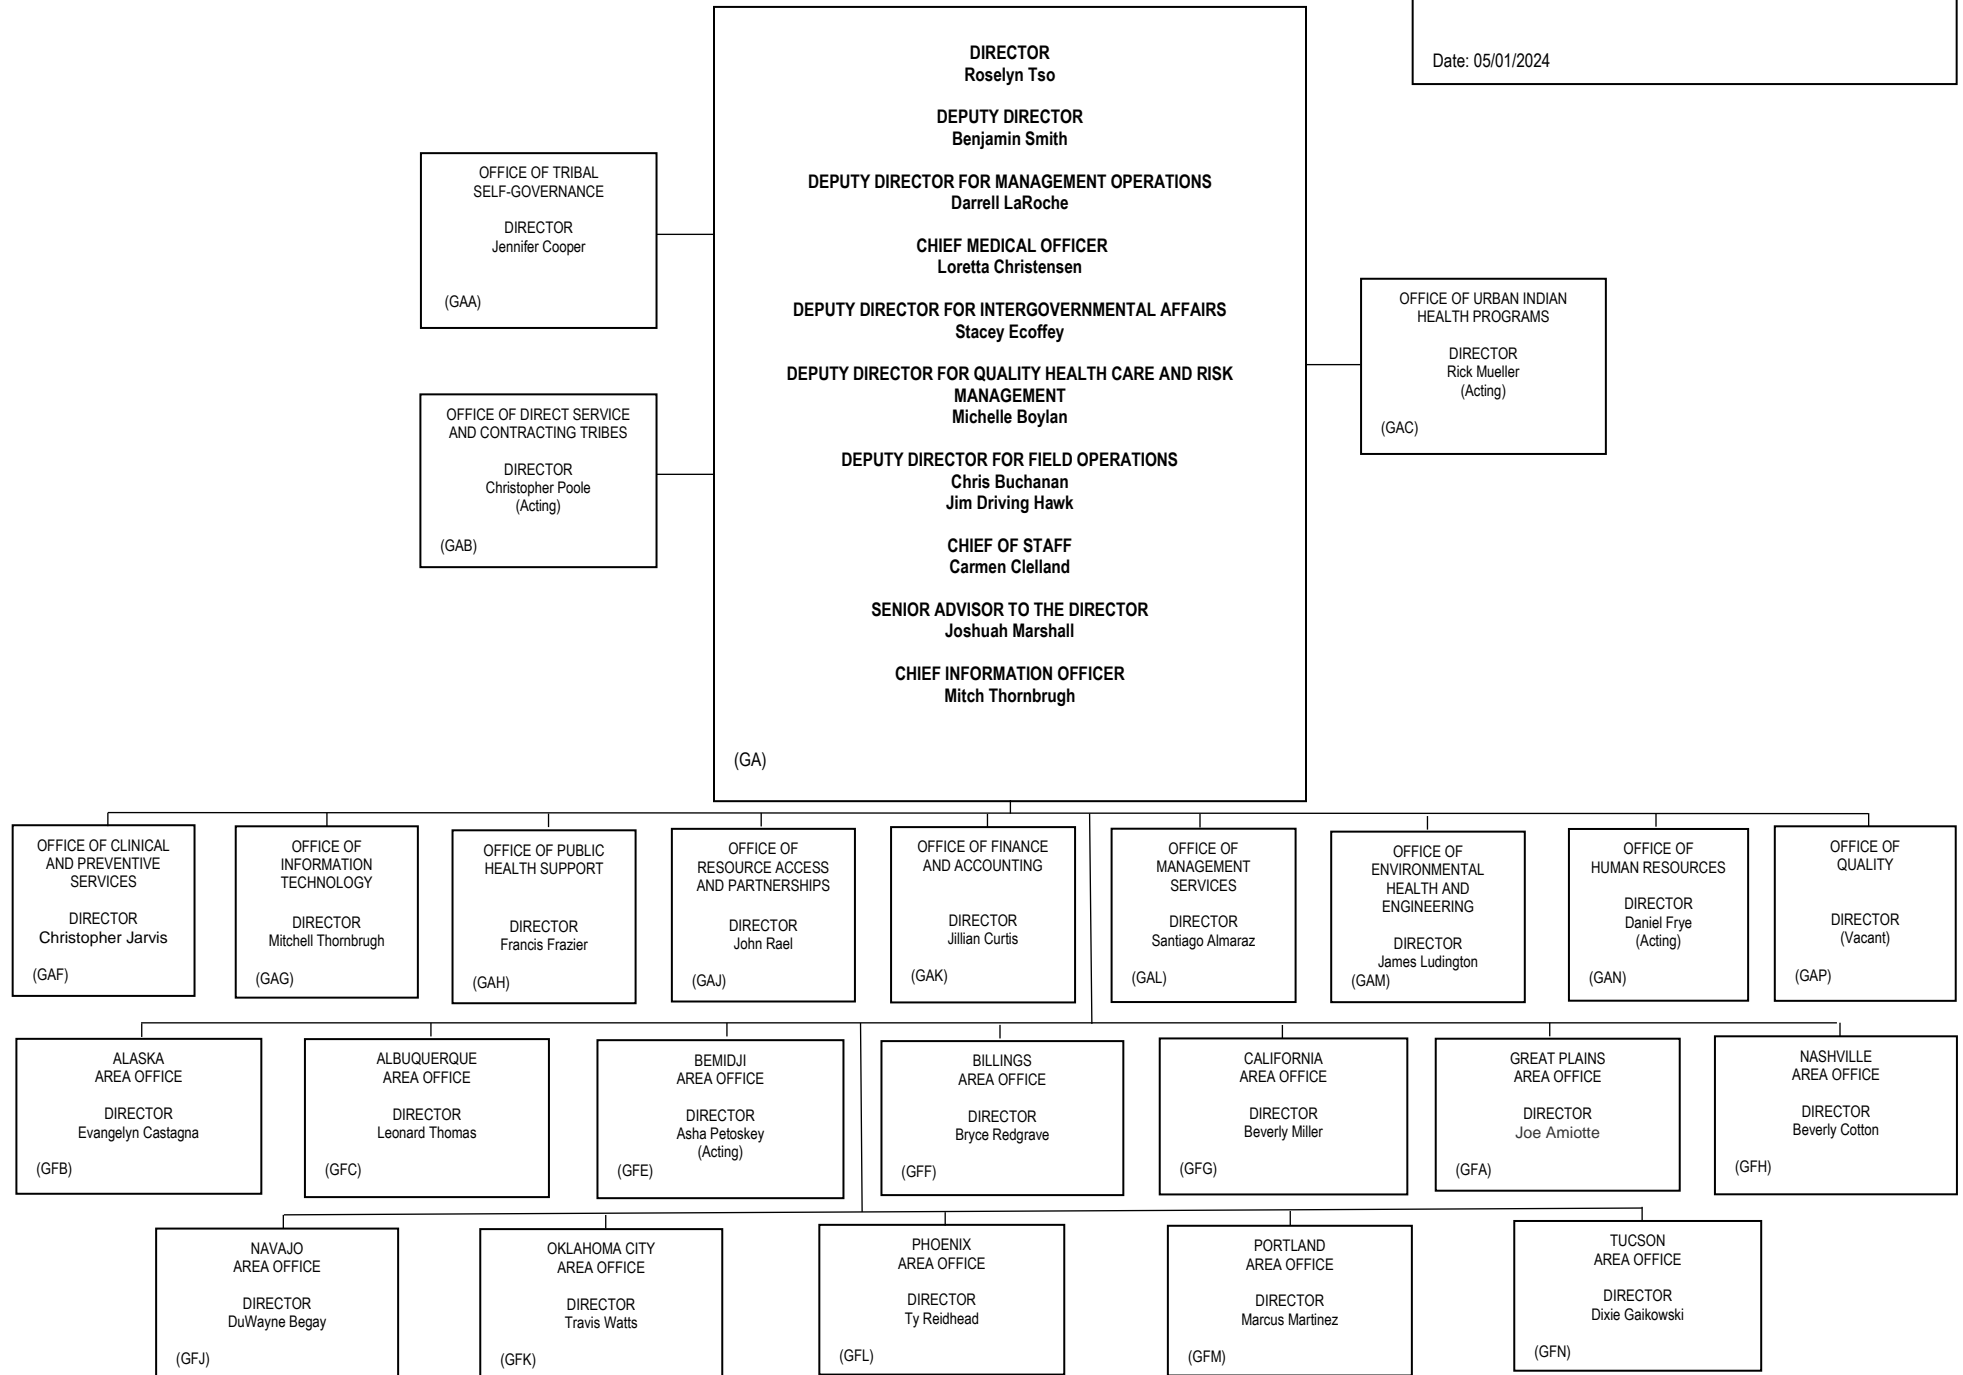 Date: 05/01/2024
DIRECTOR
Roselyn Tso
DEPUTY DIRECTOR
Benjamin Smith
DEPUTY DIRECTOR FOR MANAGEMENT OPERATIONS
Darrell LaRoche
CHIEF MEDICAL OFFICER
Loretta Christensen
DEPUTY DIRECTOR FOR INTERGOVERNMENTAL AFFAIRS
Stacey Ecoffey
DEPUTY DIRECTOR FOR QUALITY HEALTH CARE AND RISK
MANAGEMENT
Michelle Boylan
DEPUTY DIRECTOR FOR FIELD OPERATIONS
Chris Buchanan
Jim Driving Hawk
CHIEF OF STAFF
Carmen Clelland
SENIOR ADVISOR TO THE DIRECTOR
Joshuah Marshall
CHIEF INFORMATION OFFICER
Mitch Thornbrugh
(GA)
OFFICE OF TRIBAL
SELF-GOVERNANCE
DIRECTOR
Jennifer Cooper
(GAA)
OFFICE OF DIRECT SERVICE
AND CONTRACTING TRIBES
DIRECTOR
Christopher Poole
(Acting)
(GAB)
OFFICE OF URBAN INDIAN
HEALTH PROGRAMS
DIRECTOR
Rick Mueller
(Acting)
(GAC)
OFFICE OF CLINICAL
AND PREVENTIVE
SERVICES
DIRECTOR
Christopher Jarvis
(GAF)
OFFICE OF
INFORMATION
TECHNOLOGY
DIRECTOR
Mitchell Thornbrugh
(GAG)
OFFICE OF PUBLIC
HEALTH SUPPORT
DIRECTOR
Francis Frazier
(GAH)
OFFICE OF
RESOURCE ACCESS
AND PARTNERSHIPS
DIRECTOR
John Rael
(GAJ)
OFFICE OF FINANCE
AND ACCOUNTING
DIRECTOR
Jillian Curtis
(GAK)
OFFICE OF
MANAGEMENT
SERVICES
DIRECTOR
Santiago Almaraz
(GAL)
OFFICE OF
ENVIRONMENTAL
HEALTH AND
ENGINEERING
DIRECTOR
James Ludington
(GAM)
OFFICE OF
HUMAN RESOURCES
DIRECTOR
Daniel Frye
(Acting)
(GAN)
OFFICE OF
QUALITY
DIRECTOR
(Vacant)
(GAP)
ALASKA
AREA OFFICE
DIRECTOR
Evangelyn Castagna
(GFB)
ALBUQUERQUE
AREA OFFICE
DIRECTOR
Leonard Thomas
(GFC)
BEMIDJI
AREA OFFICE
DIRECTOR
Asha Petoskey
(Acting)
(GFE)
BILLINGS
AREA OFFICE
DIRECTOR
Bryce Redgrave
(GFF)
CALIFORNIA
AREA OFFICE
DIRECTOR
Beverly Miller
(GFG)
GREAT PLAINS
AREA OFFICE
DIRECTOR
Joe Amiotte
(GFA)
NASHVILLE
AREA OFFICE
DIRECTOR
Beverly Cotton
(GFH)
NAVAJO
AREA OFFICE
DIRECTOR
DuWayne Begay
(GFJ)
OKLAHOMA CITY
AREA OFFICE
DIRECTOR
Travis Watts
(GFK)
PHOENIX
AREA OFFICE
DIRECTOR
Ty Reidhead
(GFL)
PORTLAND
AREA OFFICE
DIRECTOR
Marcus Martinez
(GFM)
TUCSON
AREA OFFICE
DIRECTOR
Dixie Gaikowski
(GFN)